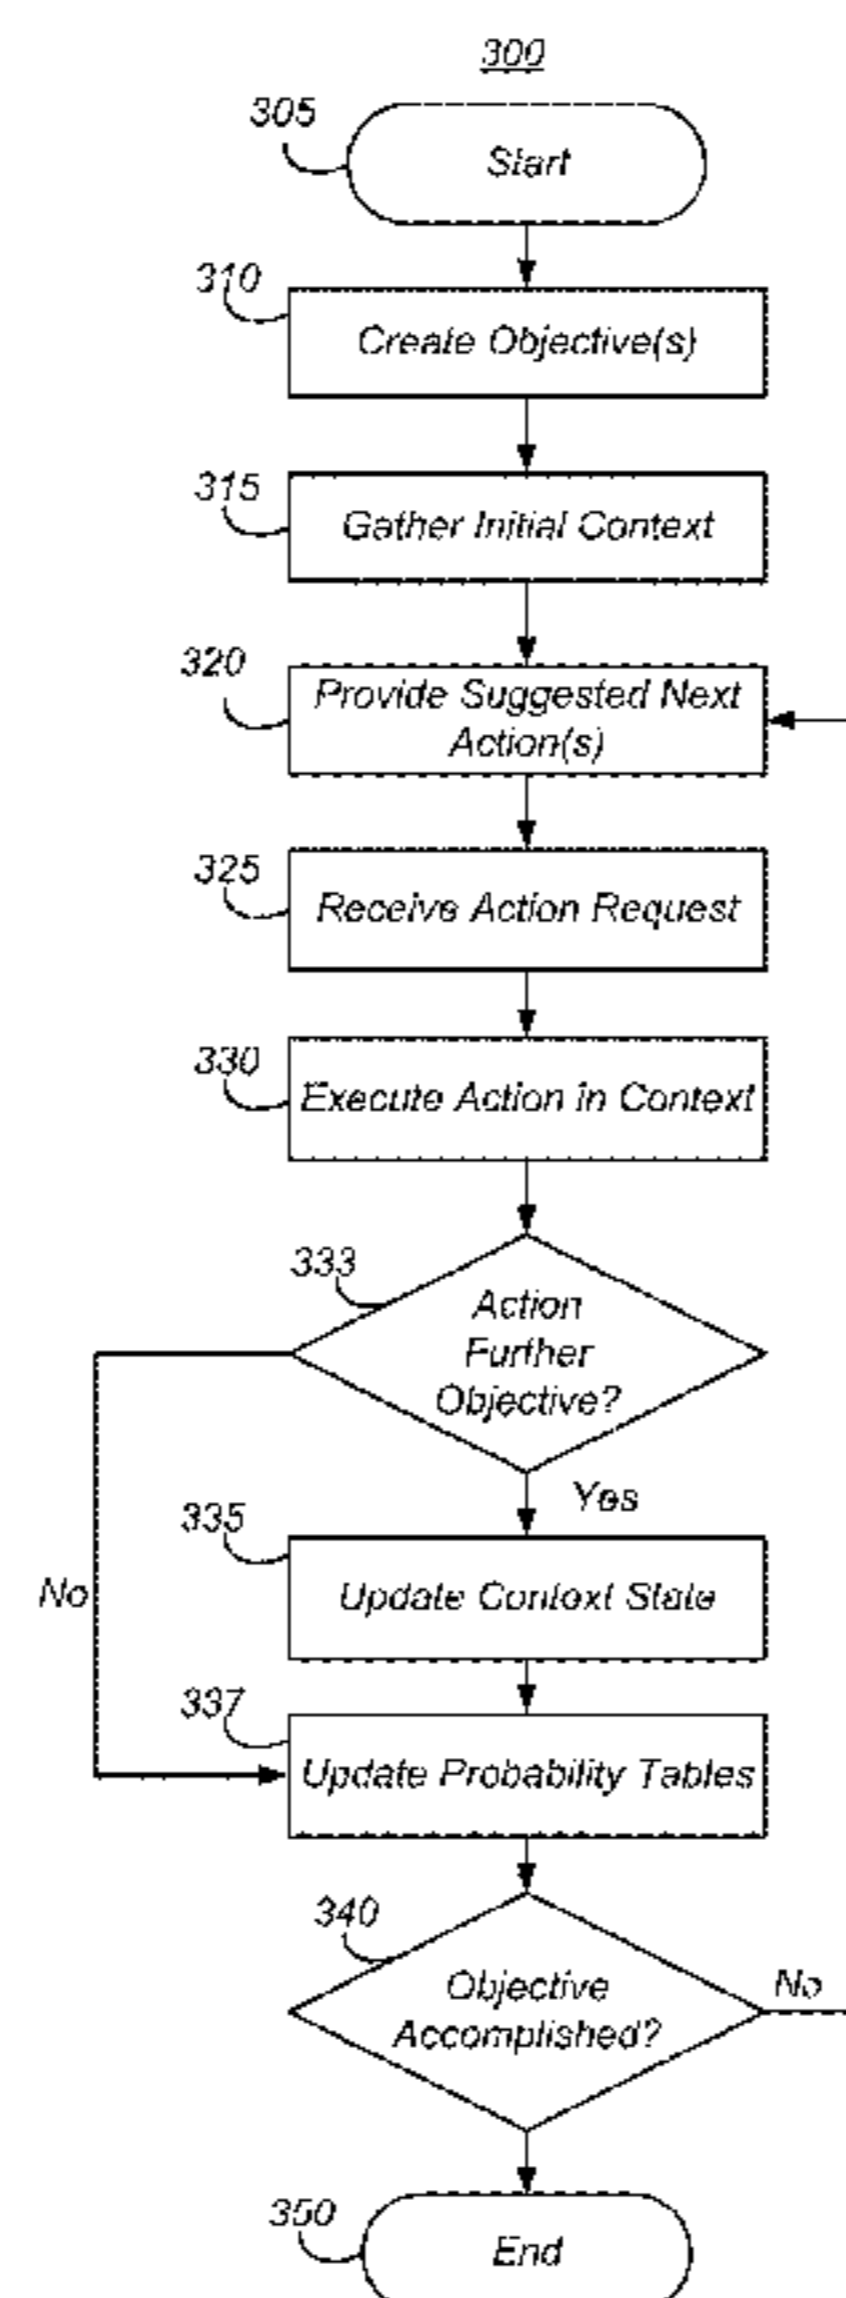 300
305
Start
310
Create Objective(s)
315
Gather Initial Context
320
Provide Suggested Next
Action(s)
325
Receive Action Request
330
Execute Action in Context
333
Action
Further
Objective?
Yes
335
Update Context State
No
337
Update Probability Tables
340
Objective
Accomplished?
No
350
End